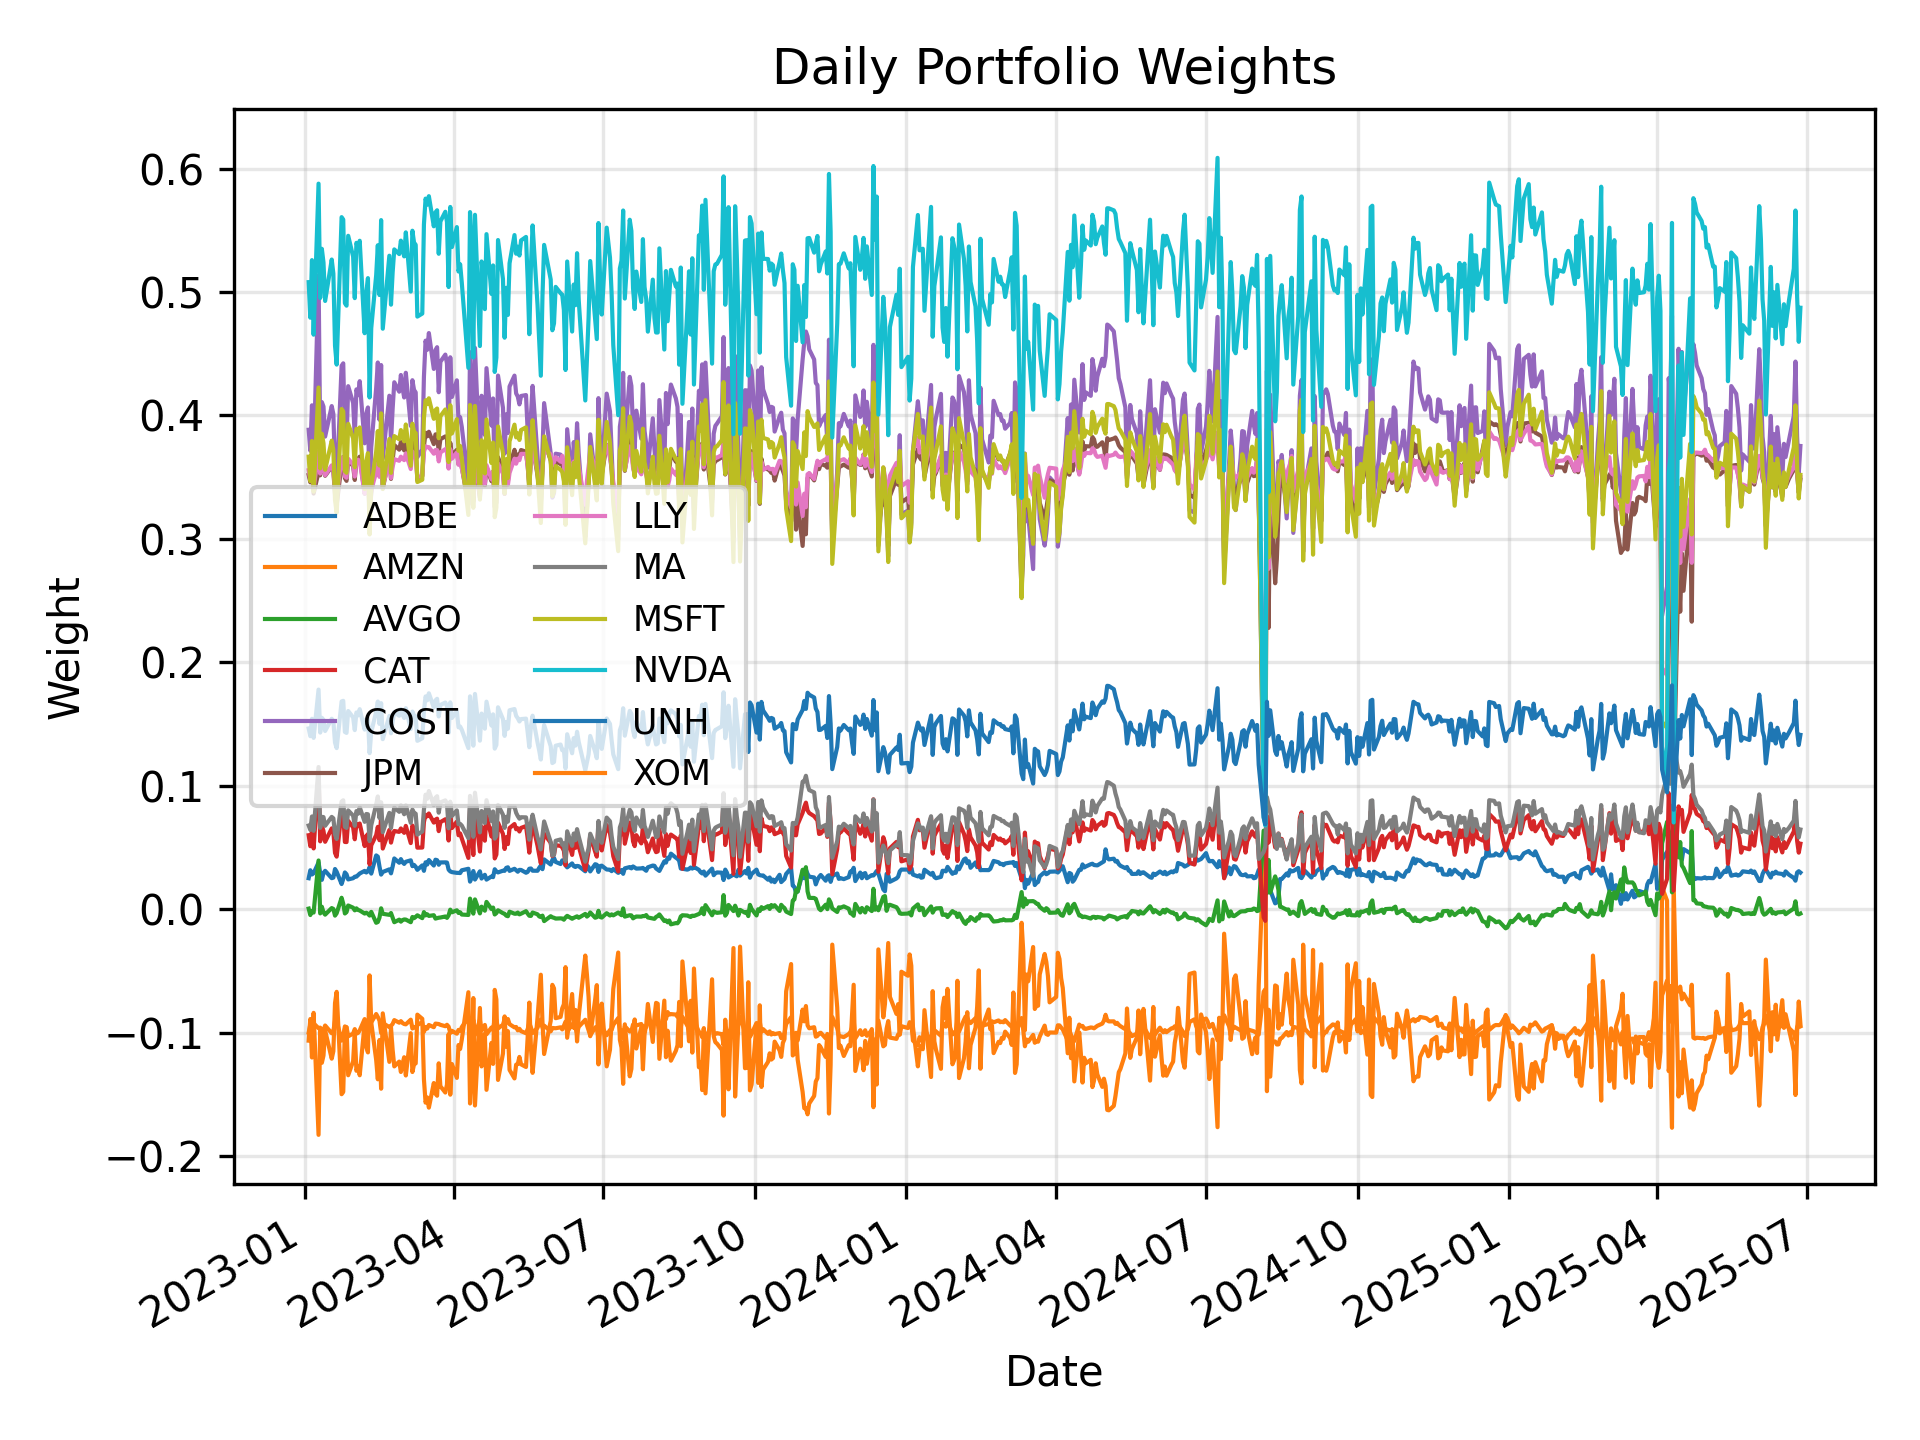 Daily Portfolio Weights
0.6
0.5
0.4
0.3
0.2
0.1
0.0
−0.1
−0.2
Weight
ADBE
AMZN
AVGO
CAT
COST
JPM
LLY
MA
MSFT
NVDA
UNH
XOM
2023-01
2023-04
2023-07
2023-10
2024-01
2024-04
2024-07
2024-10
2025-01
2025-04
2025-07
Date